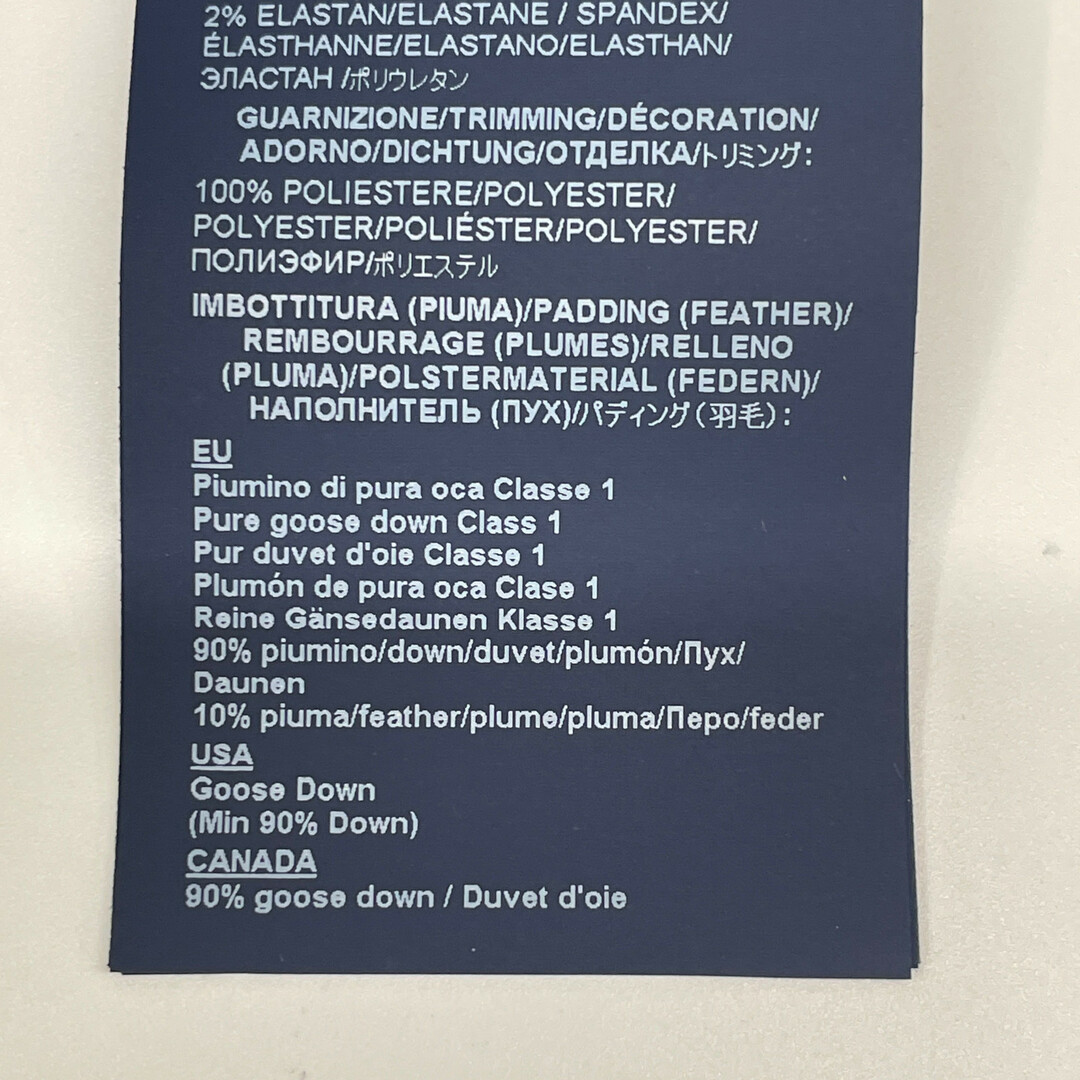 2% ELASTAN/ELASTANE / SPANDEX/
ÉLASTHANNE/ELASTANO/ELASTHAN/
ЭЛАСТАН /ポリウレタン
GUARNIZIONE/TRIMMING/DÉCORATION/
ADORNO/DICHTUNG/ОТДЕЛКА/トリミング:
100% POLIESTERE/POLYESTER/
POLYESTER/POLIÉSTER/POLYESTER/
ПОЛИЭФИР/ポリエステル
IMBOTTITURA (PIUMA)/PADDING (FEATHER)/
REMBOURRAGE (PLUMES)/RELLENO
(PLUMA)/POLSTERMATERIAL (FEDERN)/
НАПОЛНИТЕЛЬ (ПУХ)/パディング(羽毛):
EU
Piumino di pura oca Classe 1
Pure goose down Class 1
Pur duvet d'oie Classe 1
Plumón de pura oca Clase 1
Reine Gänsedaunen Klasse 1
90% piumino/down/duvet/plumón/Пух/
Daunen
10% piuma/feather/plume/pluma/Перо/feder
USA
Goose Down
(Min 90% Down)
CANADA
90% goose down / Duvet d'oie